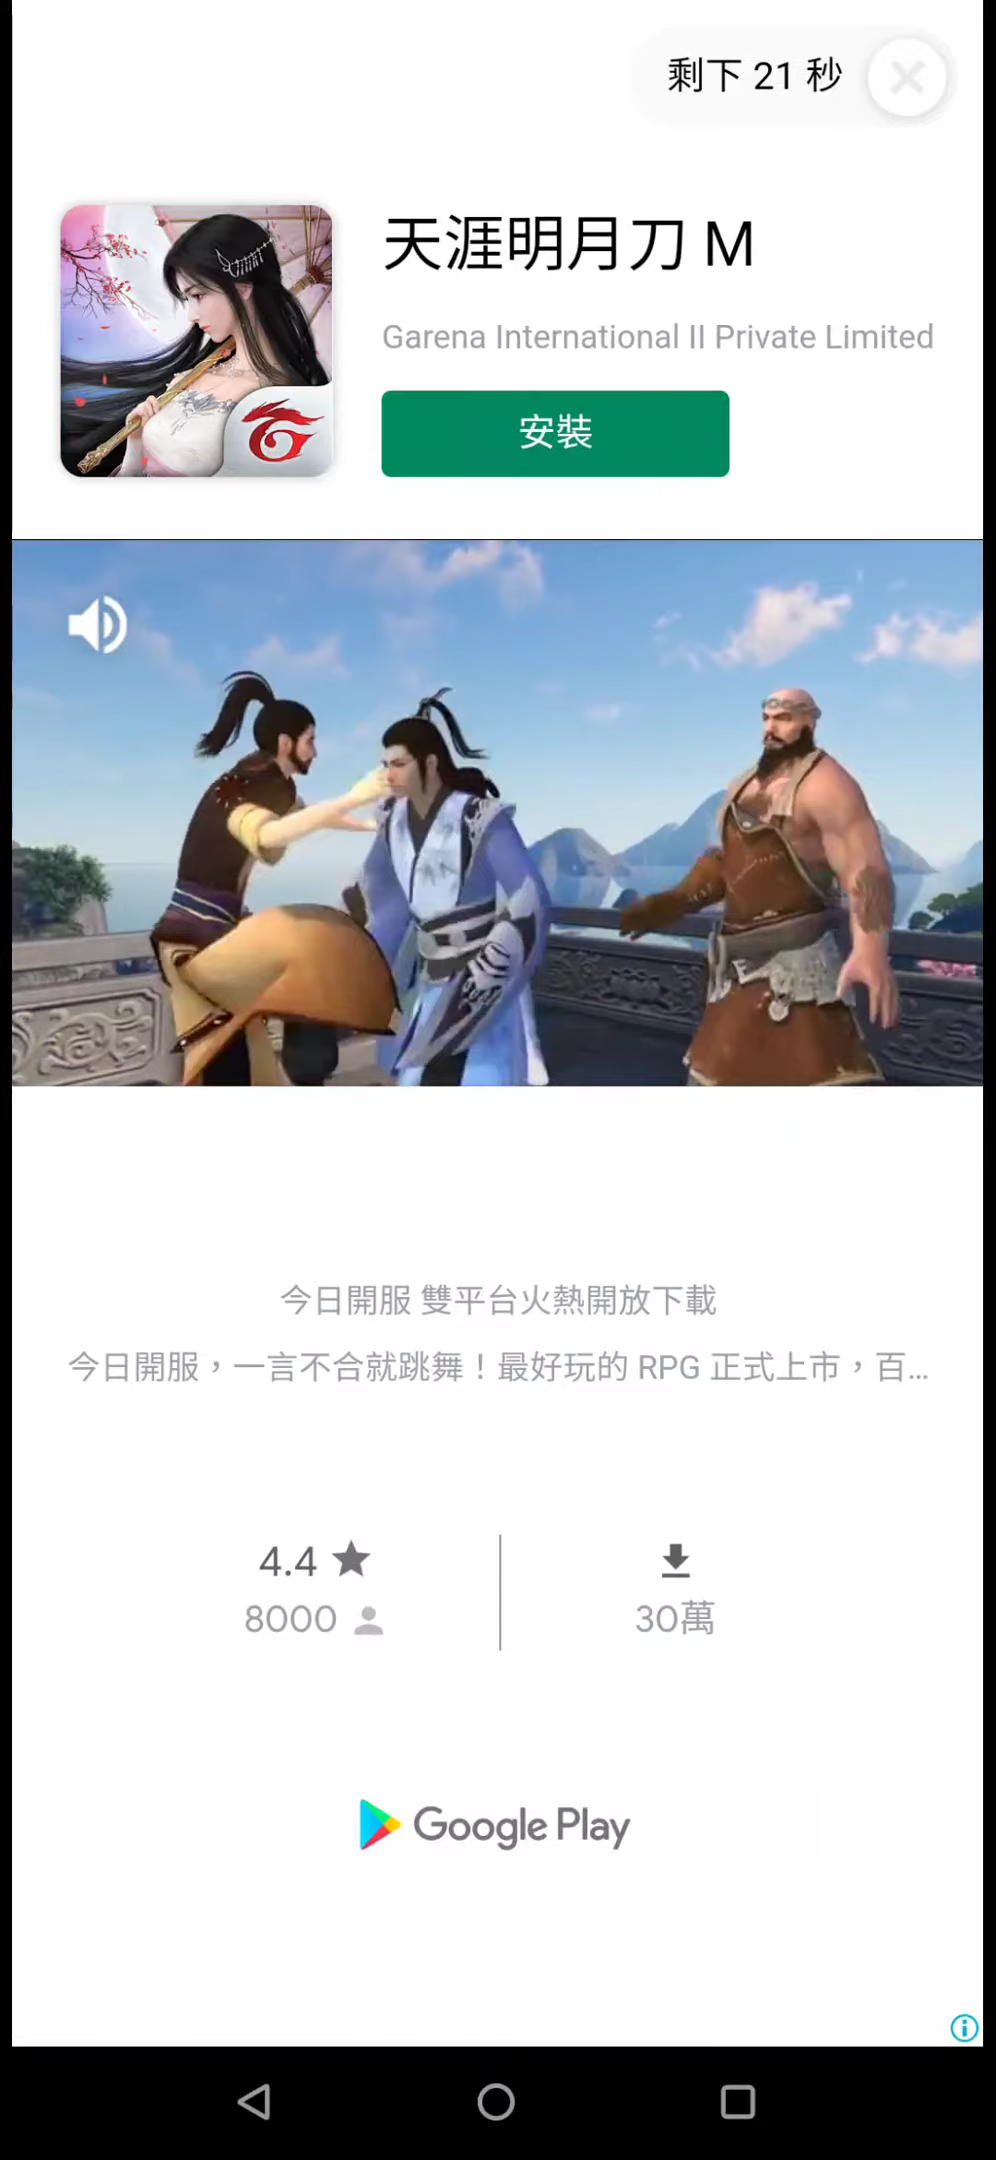 剩下 21 秒
天涯明月刀 M
Garena International II Private Limited
安裝
今日開服 雙平台火熱開放下載
今日開服，一言不合就跳舞！最好玩的 RPG 正式上市，百...
4.4
8000
30萬
Google Play